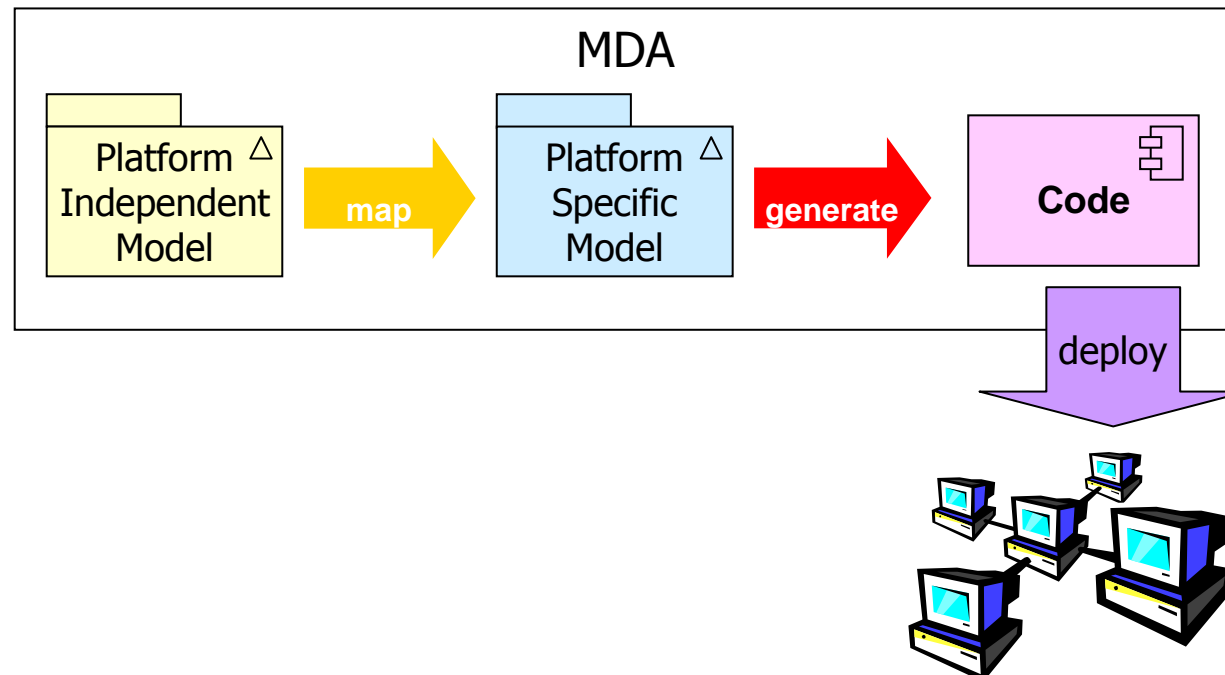 MDA
Platform
Independent
Model
map
Platform
Specific
Model
generate
Code
deploy